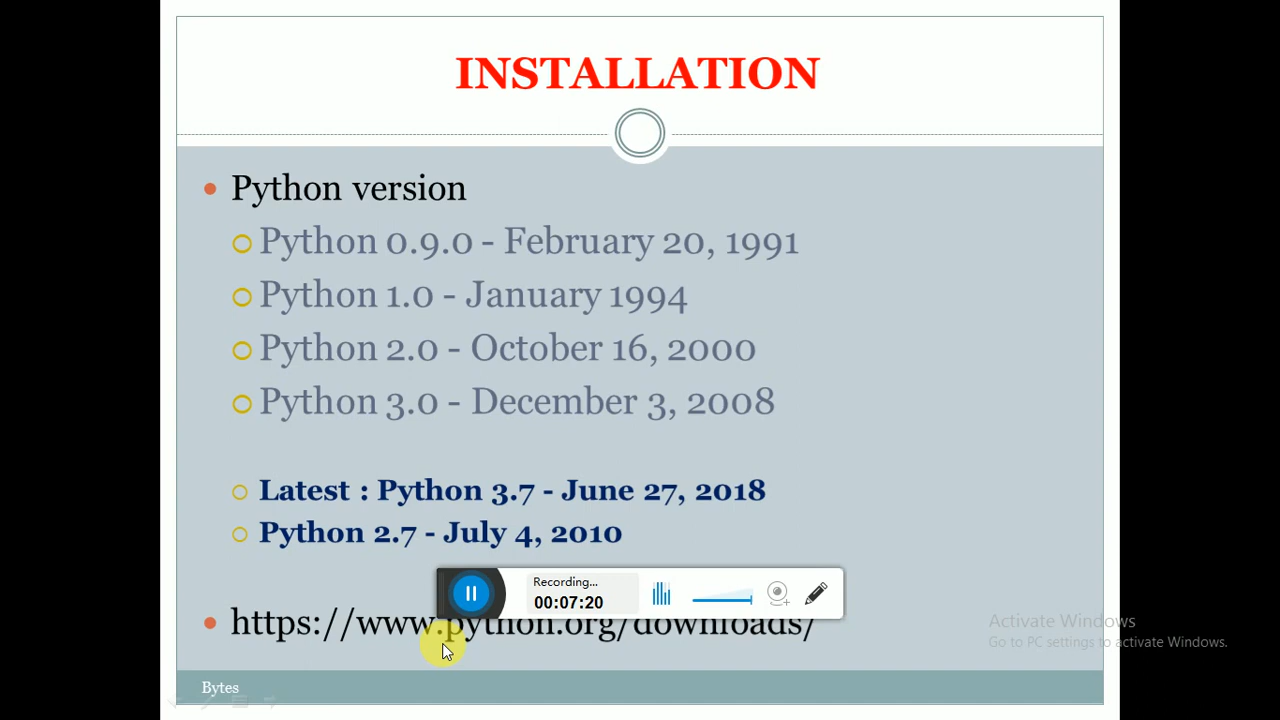 INSTALLATION
Python version
Python 0.9.0 - February 20, 1991
Python 1.0 - January 1994
Python 2.0 - October 16, 2000
Python 3.0 - December 3, 2008
Latest : Python 3.7 - June 27, 2018
Python 2.7 - July 4, 2010
Recording...
00:07:20
https://www.python.org/downloads/
Activate Windows
Go to PC settings to activate Windows.
Bytes